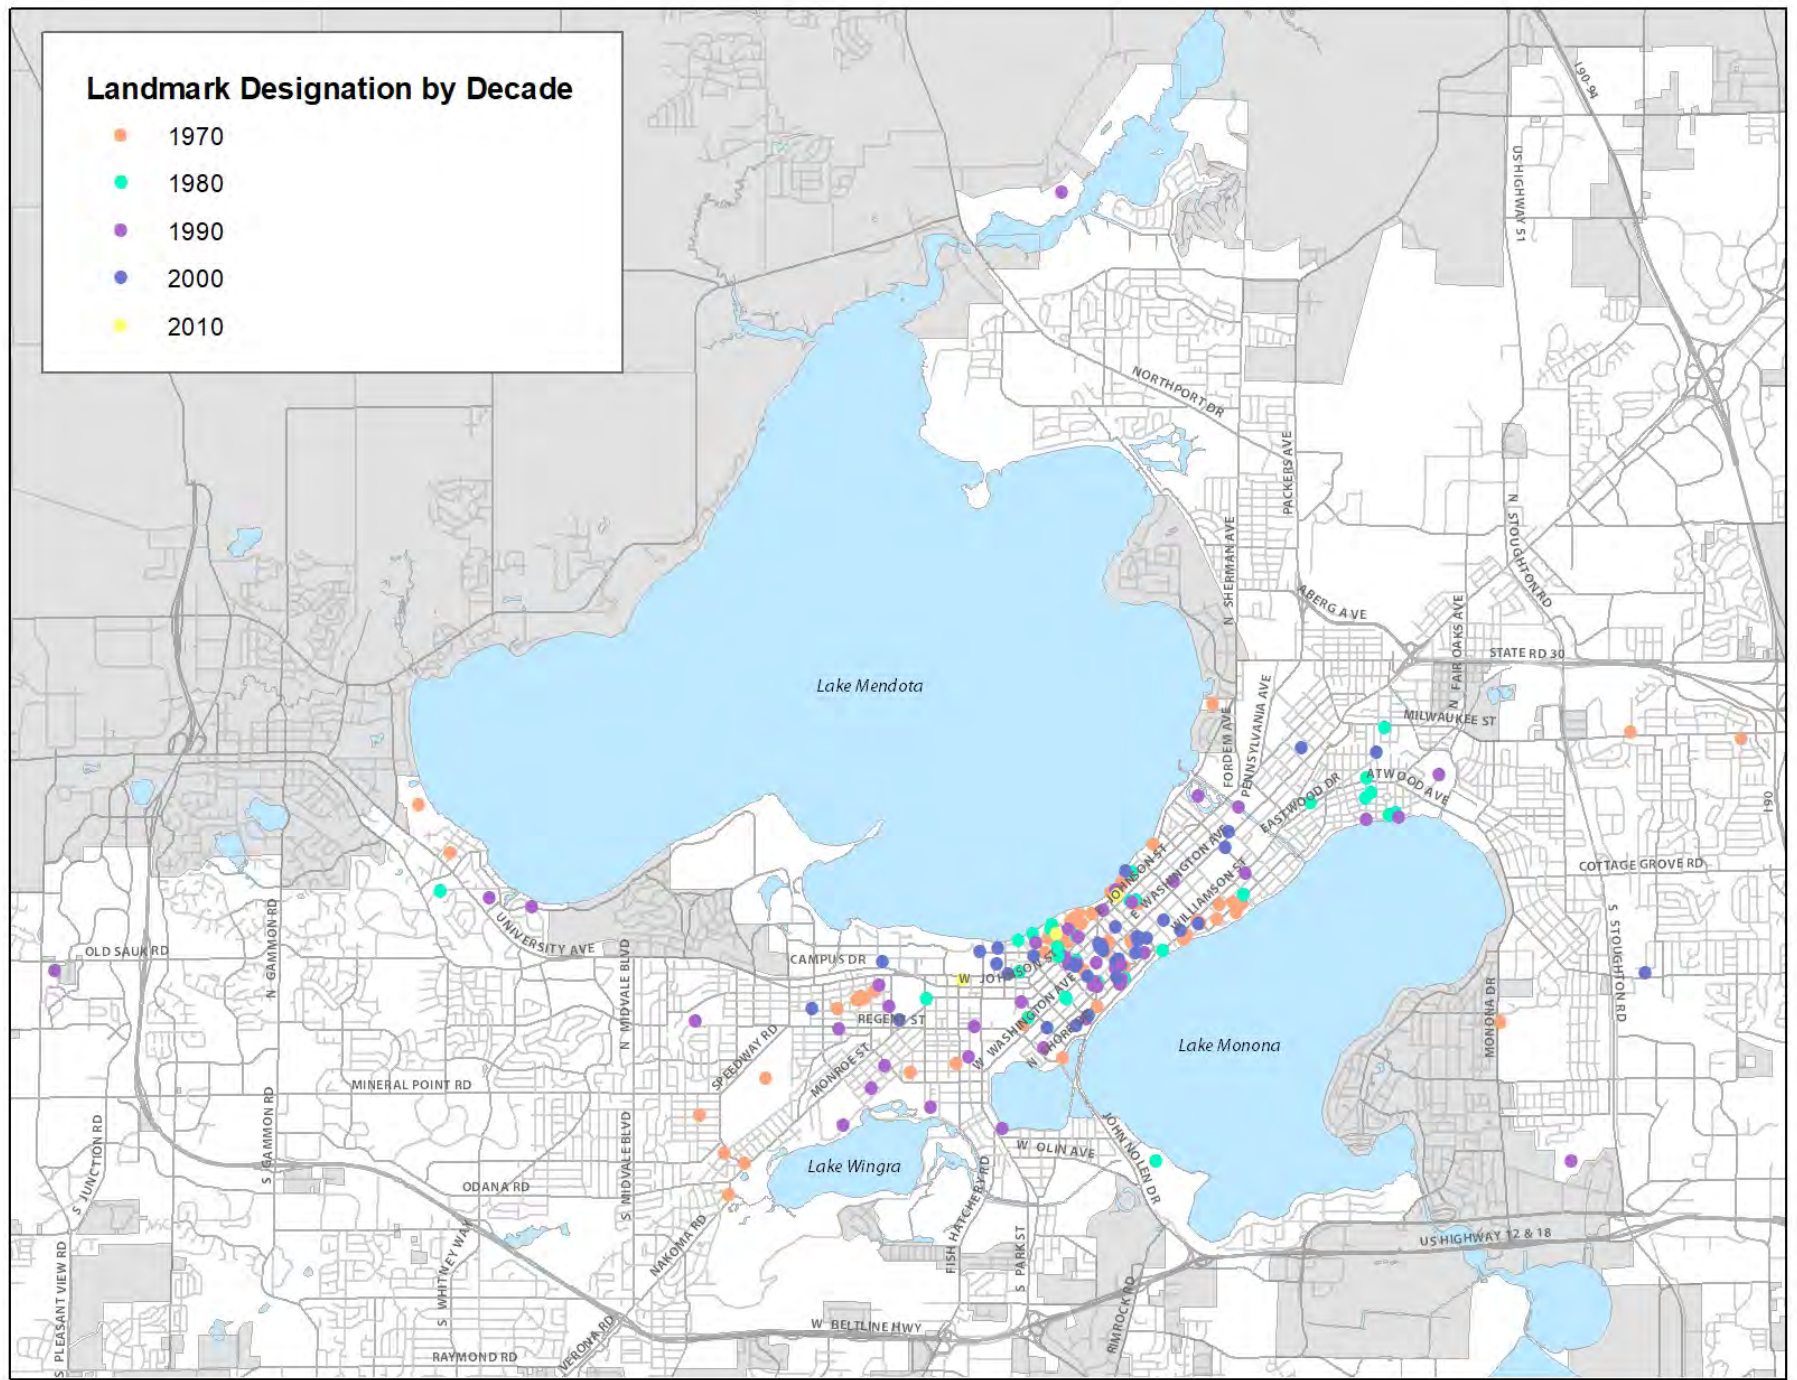 Landmark Designation by Decade
1970
1980
1990
2000
2010
I 90-94
US HIGHWAY 51
NORTHPORT DR
PACKERS AVE
N SHERMAN AVE
N STOUGHTON RD
ABERG AVE
N FAIR OAKS AVE
STATE RD 30
Lake Mendota
MILWAUKEE ST
FORDEM AVE
PENNSYLVANIA AVE
EASTWOOD DR
ATWOOD AVE
I 90
COTTAGE GROVE RD
JOHNSON ST
E WASHINGTON AVE
WILLIAMSON ST
S STOUGHTON RD
OLD SAUK RD
N GAMMON RD
UNIVERSITY AVE
N MIDVALE BLVD
CAMPUS DR
W JOHNSON ST
REGENT ST
W WASHINGTON AVE
N SHORE DR
SPEEDWAY RD
MONROE ST
Lake Monona
MONONA DR
MINERAL POINT RD
S JUNCTION RD
S GAMMON RD
S MIDVALE BLVD
Lake Wingra
W OLIN AVE
JOHN NOLEN DR
ODANA RD
NAKOMA RD
FISH HATCHERY RD
S PARK ST
US HIGHWAY 12 & 18
S PLEASANT VIEW RD
S WHITNEY WAY
VERONA RD
W BELTLINE HWY
RIMROCK RD
RAYMOND RD